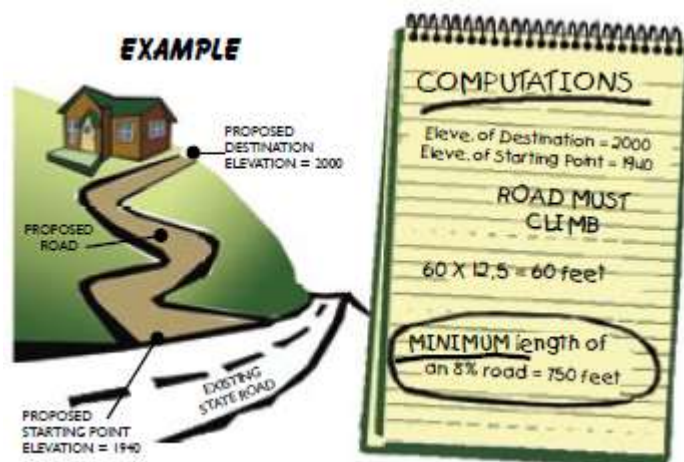 EXAMPLE
PROPOSED
DESTINATION
ELEVATION = 2000
PROPOSED
ROAD
EXISTING
STATE ROAD
PROPOSED
STARTING POINT
ELEVATION = 1940
COMPUTATIONS
Eleve. of Destination = 2000
Eleve. of Starting Point = 1940
ROAD MUST
CLIMB
60 X 12,5 = 60 feet
MINIMUM length of
an 8% road = 750 feet